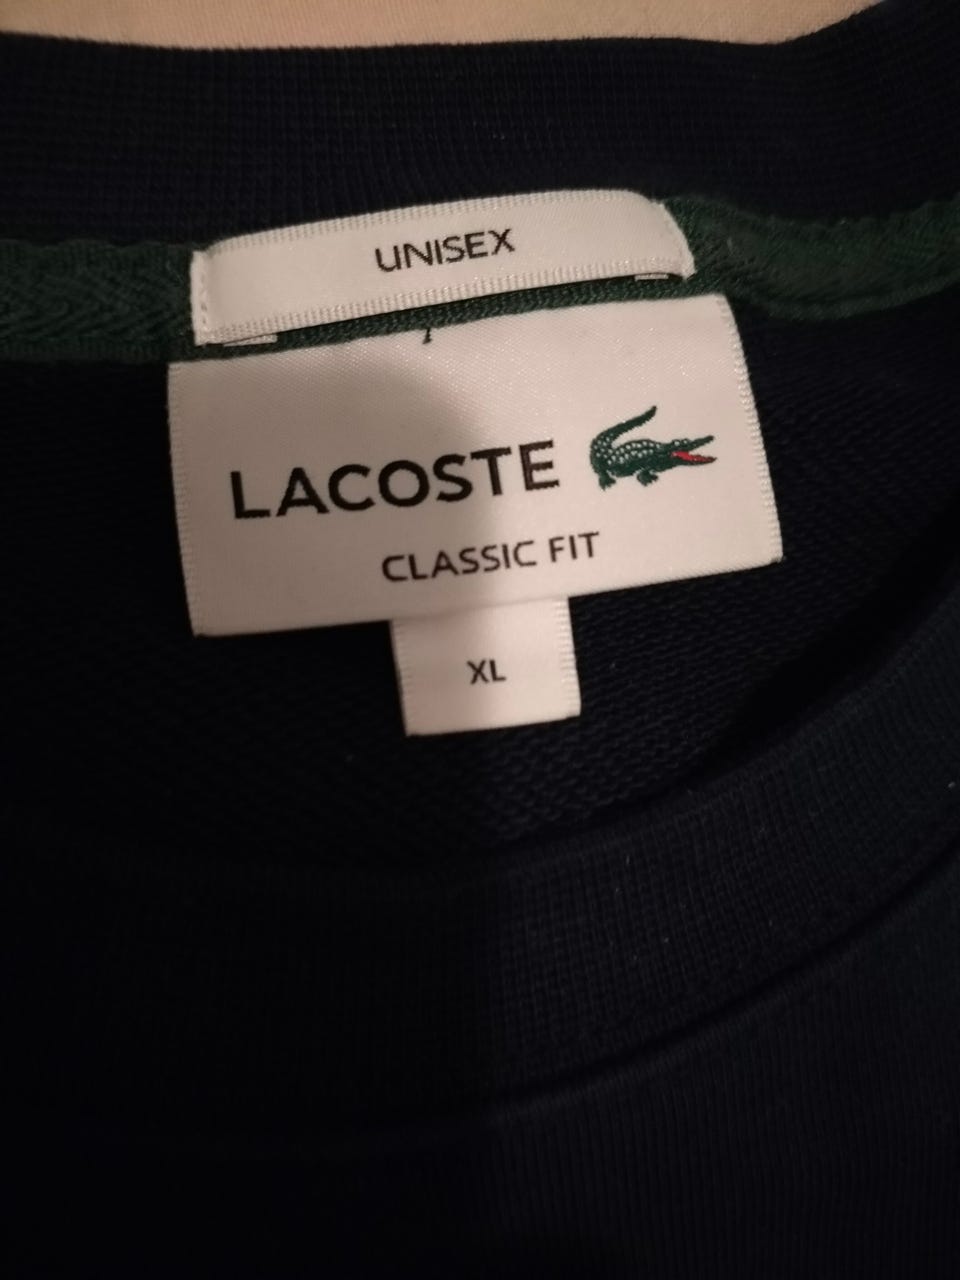 UNISEX
LACOSTE
CLASSIC FIT
XL